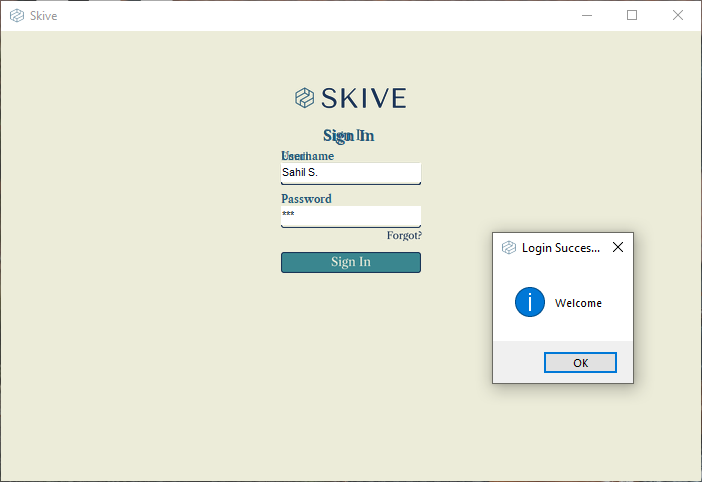 Skive
SKIVE
Sign In
Username
Sahil S.
Password
***
Forgot?
Sign In
Login Succes...
Welcome
OK